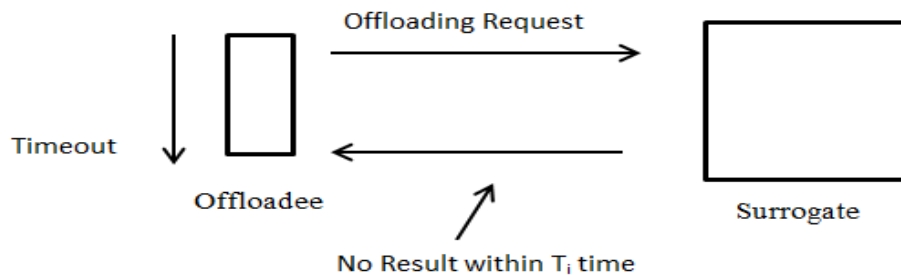 Offloading Request
Timeout
Offloadee
Surrogate
No Result within Tᵢ time